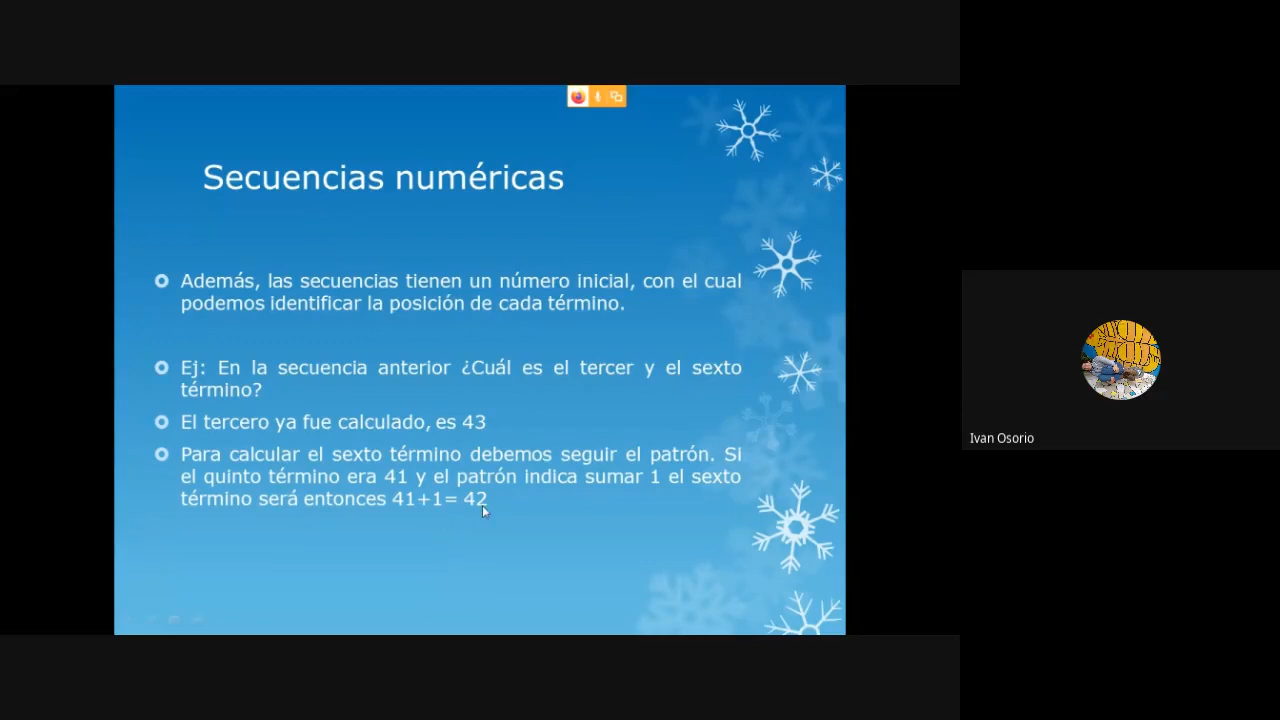 Secuencias numéricas
Además, las secuencias tienen un número inicial, con el cual
podemos identificar la posición de cada término.
Ej: En la secuencia anterior ¿Cuál es el tercer y el sexto
término?
El tercero ya fue calculado, es 43
Para calcular el sexto término debemos seguir el patrón. Si
el quinto término era 41 y el patrón indica sumar 1 el sexto
término será entonces 41+1= 42
Ivan Osorio